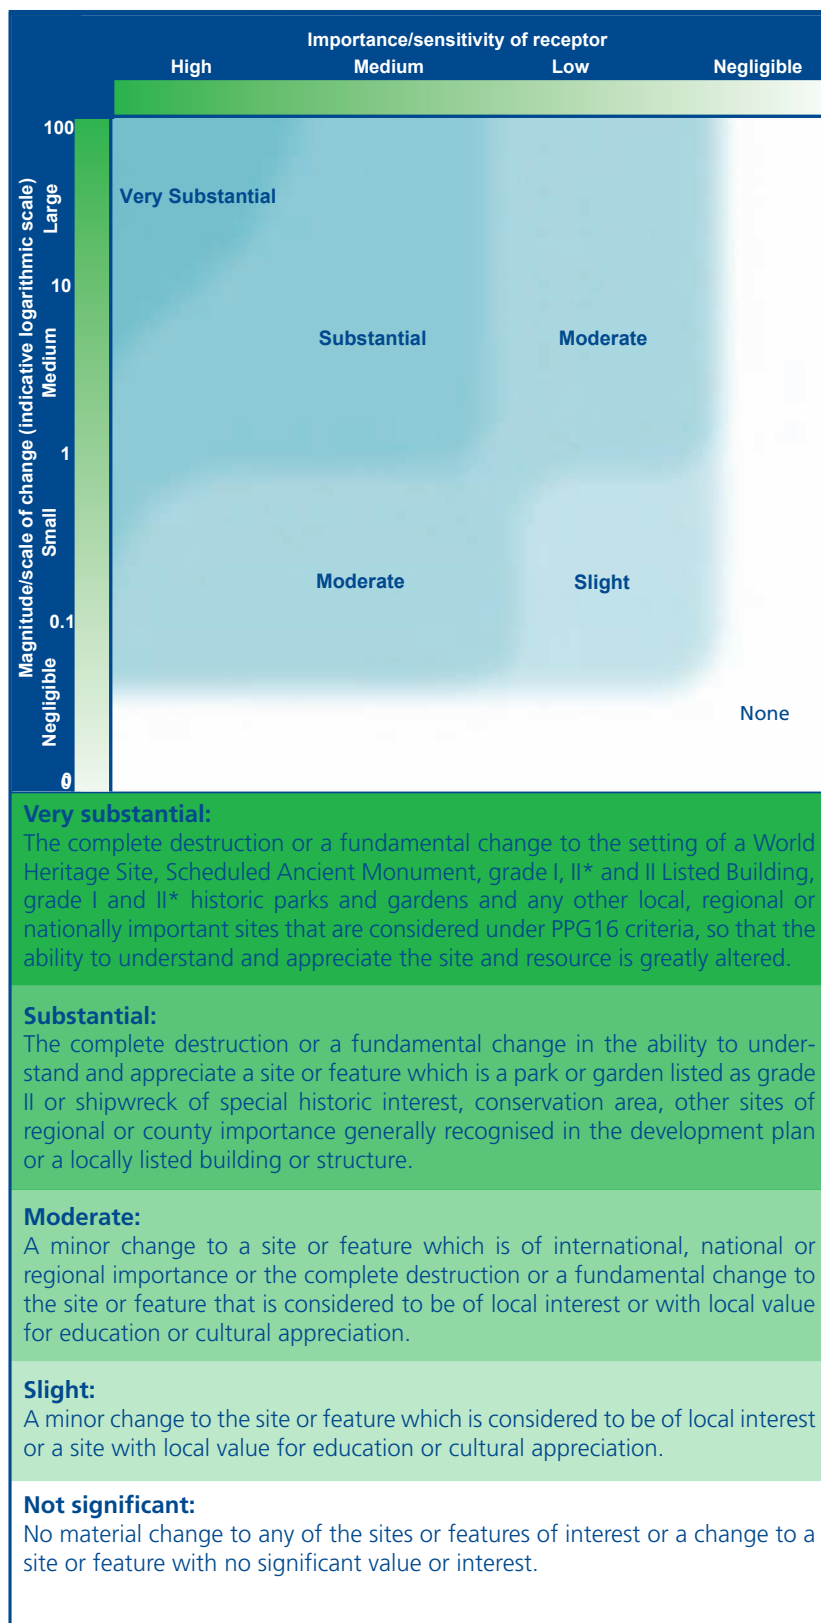 Importance/sensitivity of receptor
High Medium Low Negligible
Magnitude/scale of change (indicative logarithmic scale)
100
Large
10
Medium
1
Small
0.1
Negligible
0
Very Substantial
Substantial Moderate
Moderate Slight
None
Very substantial:
The complete destruction or a fundamental change to the setting of a World
Heritage Site, Scheduled Ancient Monument, grade I, II* and II Listed Building,
grade I and II* historic parks and gardens and any other local, regional or
nationally important sites that are considered under PPG16 criteria, so that the
ability to understand and appreciate the site and resource is greatly altered.
Substantial:
The complete destruction or a fundamental change in the ability to under-
stand and appreciate a site or feature which is a park or garden listed as grade
II or shipwreck of special historic interest, conservation area, other sites of
regional or county importance generally recognised in the development plan
or a locally listed building or structure.
Moderate:
A minor change to a site or feature which is of international, national or
regional importance or the complete destruction or a fundamental change to
the site or feature that is considered to be of local interest or with local value
for education or cultural appreciation.
Slight:
A minor change to the site or feature which is considered to be of local interest
or a site with local value for education or cultural appreciation.
Not significant:
No material change to any of the sites or features of interest or a change to a
site or feature with no significant value or interest.